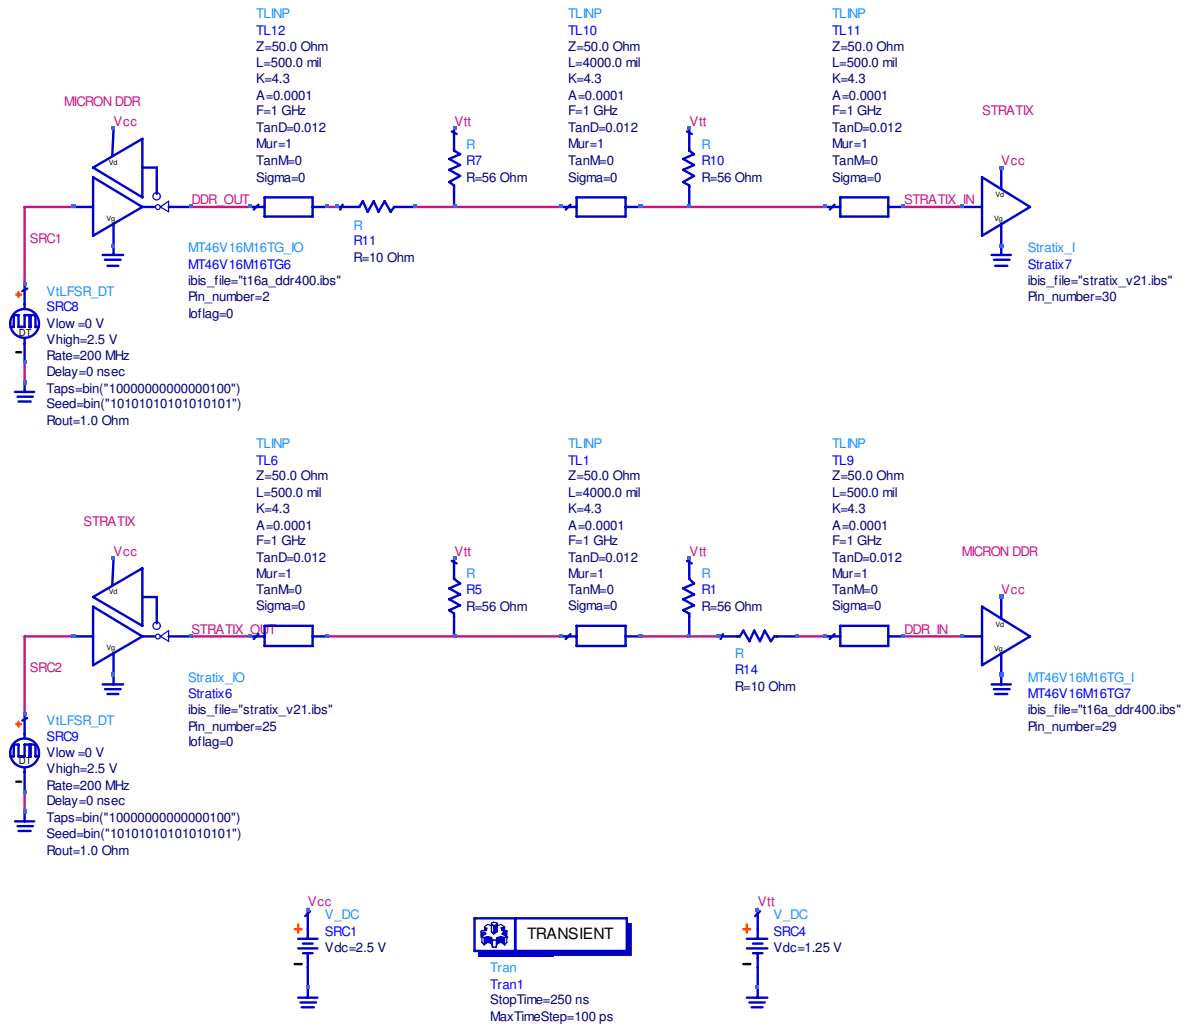 TLINP
TL12
Z=50.0 Ohm
L=500.0 mil
K=4.3
A=0.0001
F=1 GHz
TanD=0.012
Mur=1
TanM=0
Sigma=0
TLINP
TL10
Z=50.0 Ohm
L=4000.0 mil
K=4.3
A=0.0001
F=1 GHz
TanD=0.012
Mur=1
TanM=0
Sigma=0
TLINP
TL11
Z=50.0 Ohm
L=500.0 mil
K=4.3
A=0.0001
F=1 GHz
TanD=0.012
Mur=1
TanM=0
Sigma=0
MICRON DDR
Vcc
Vd
Vg
DDR_OUT
SRC1
Vtt
R
R7
R=56 Ohm
Vtt
R
R10
R=56 Ohm
STRATIX
Vcc
Vd
Vg
STRATIX_IN
R
R11
R=10 Ohm
MT46V16M16TG_IO
MT46V16M16TG6
ibis_file="t16a_ddr400.ibs"
Pin_number=2
Ioflag=0
Stratix_I
Stratix7
ibis_file="stratix_v21.ibs"
Pin_number=30
VtLFSR_DT
SRC8
Vlow=0 V
Vhigh=2.5 V
Rate=200 MHz
Delay=0 nsec
Taps=bin("10000000000000100")
Seed=bin("10101010101010101")
Rout=1.0 Ohm
DT
TLINP
TL6
Z=50.0 Ohm
L=500.0 mil
K=4.3
A=0.0001
F=1 GHz
TanD=0.012
Mur=1
TanM=0
Sigma=0
TLINP
TL1
Z=50.0 Ohm
L=4000.0 mil
K=4.3
A=0.0001
F=1 GHz
TanD=0.012
Mur=1
TanM=0
Sigma=0
TLINP
TL9
Z=50.0 Ohm
L=500.0 mil
K=4.3
A=0.0001
F=1 GHz
TanD=0.012
Mur=1
TanM=0
Sigma=0
STRATIX
Vcc
Vd
Vg
STRATIX_OUT
SRC2
Vtt
R
R5
R=56 Ohm
Vtt
R
R1
R=56 Ohm
MICRON DDR
Vcc
Vd
Vg
DDR_IN
R
R14
R=10 Ohm
Stratix_IO
Stratix6
ibis_file="stratix_v21.ibs"
Pin_number=25
Ioflag=0
MT46V16M16TG_I
MT46V16M16TG7
ibis_file="t16a_ddr400.ibs"
Pin_number=29
VtLFSR_DT
SRC9
Vlow=0 V
Vhigh=2.5 V
Rate=200 MHz
Delay=0 nsec
Taps=bin("10000000000000100")
Seed=bin("10101010101010101")
Rout=1.0 Ohm
DT
Vcc
V_DC
SRC1
Vdc=2.5 V
TRANSIENT
Tran
Tran1
StopTime=250 ns
MaxTimeStep=100 ps
Vtt
V_DC
SRC4
Vdc=1.25 V